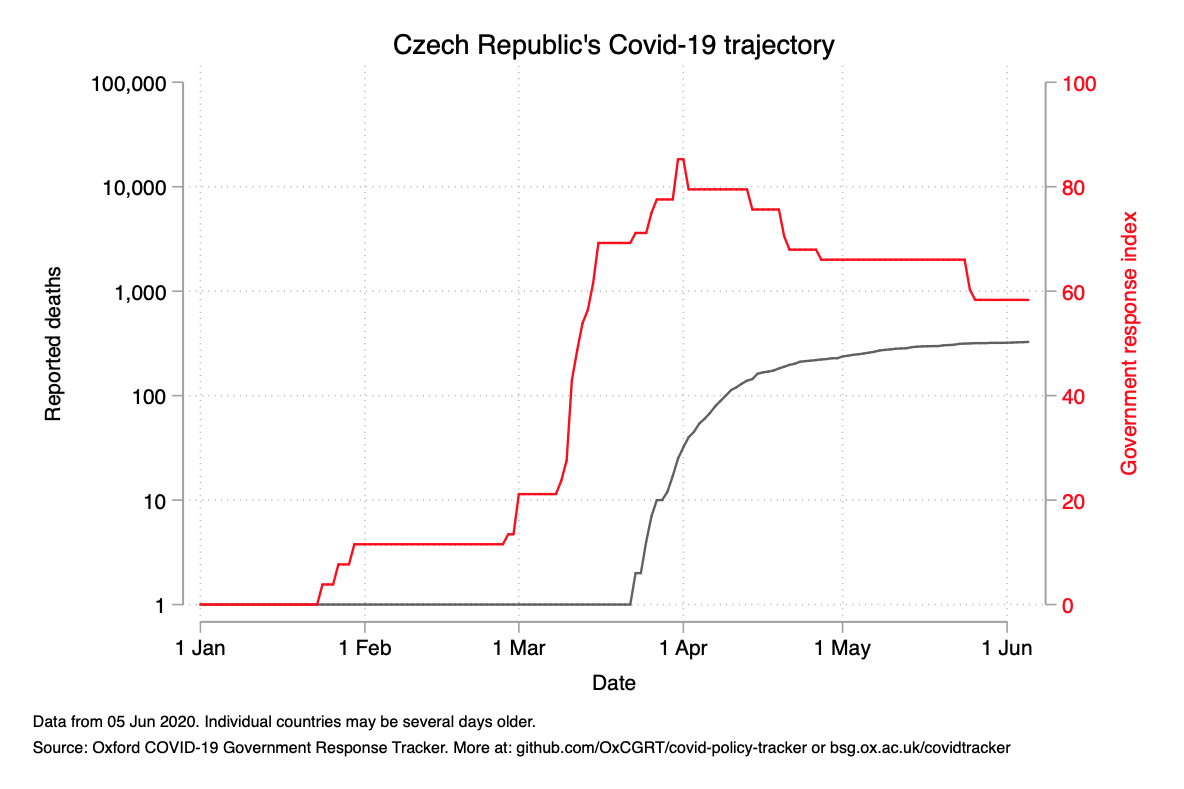 Czech Republic's Covid-19 trajectory
100,000
10,000
1,000
100
10
1
Reported deaths
100
80
60
40
20
0
Government response index
1 Jan
1 Feb
1 Mar
1 Apr
1 May
1 Jun
Date
Data from 05 Jun 2020. Individual countries may be several days older.
Source: Oxford COVID-19 Government Response Tracker. More at: github.com/OxCGRT/covid-policy-tracker or bsg.ox.ac.uk/covidtracker